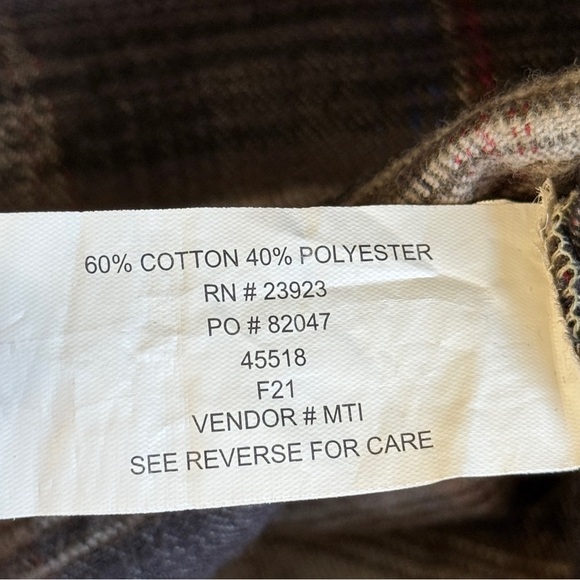 60% COTTON 40% POLYESTER
RN # 23923
PO # 82047
45518
F21
VENDOR # MTI
SEE REVERSE FOR CARE